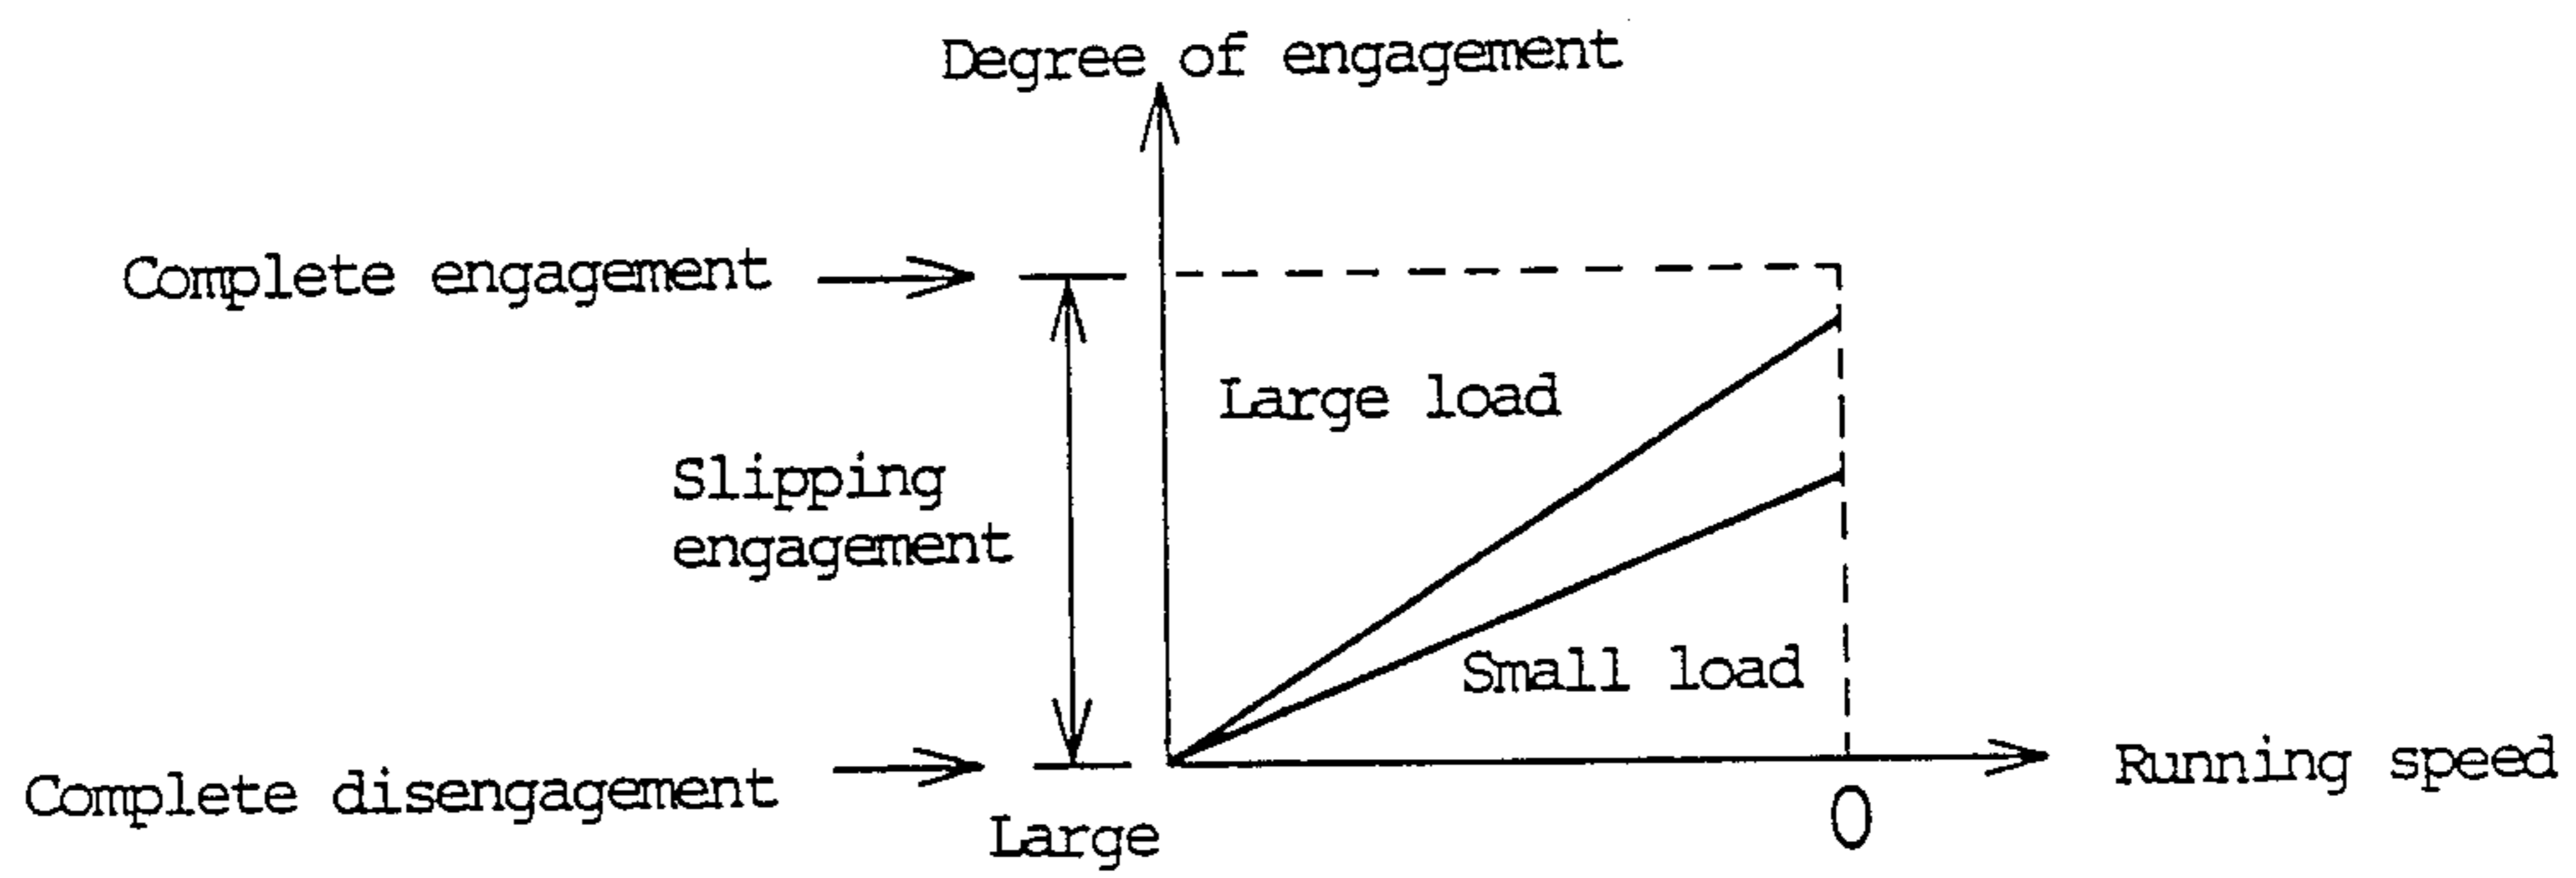 Degree of engagement
Complete engagement
Large load
Slipping
engagement
Small load
Running speed
Complete disengagement
Large
0